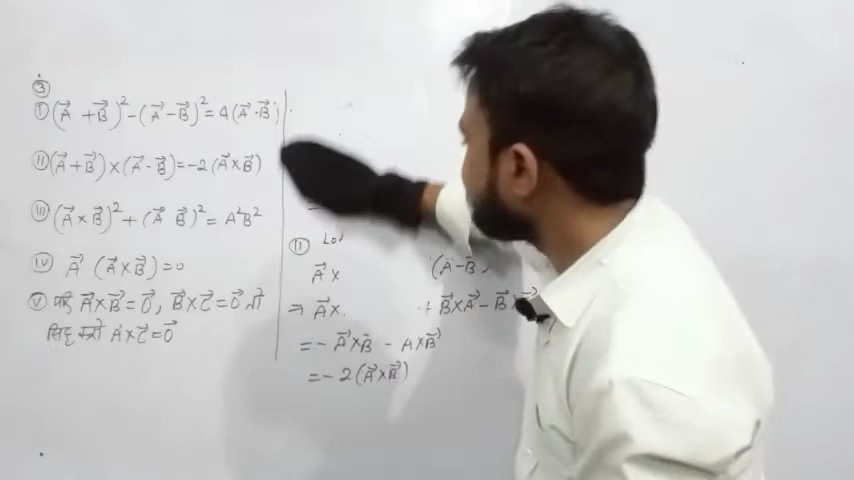 ③
Ⓘ (A⃗ + B⃗)² - (A⃗ - B⃗)² = 4(A⃗ · B⃗)
Ⓘⓘ (A⃗ + B⃗) × (A⃗ - B⃗) = -2(A⃗ × B⃗)
Ⓘⓘⓘ (A⃗ × B⃗)² + (A⃗ B⃗)² = A²B²
Ⓘⓥ A⃗ (A⃗ × B⃗) = 0
Ⓥ यदि A⃗ × B⃗ = 0⃗, B⃗ × C⃗ = 0⃗ तो
सिद्ध करो A⃗ × C⃗ = 0⃗
Ⓘⓘ
A⃗ × (A - B
⇒ A⃗ × + B⃗ × A⃗ - B⃗ × B⃗
= - A⃗ × B⃗ - A × B⃗
= - 2(A⃗ × B⃗)